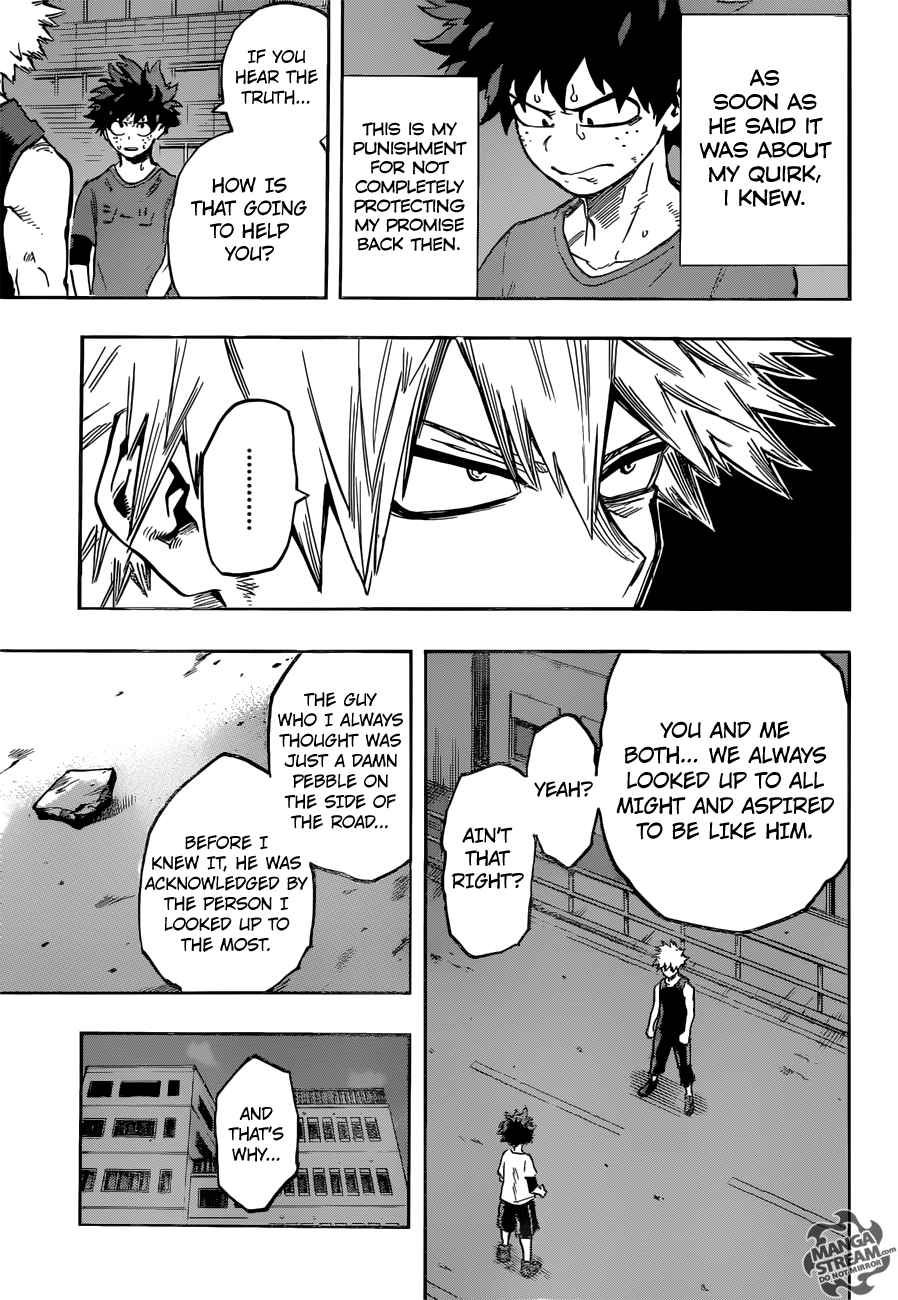 AS
SOON AS
HE SAID IT
WAS ABOUT
MY QUIRK,
I KNEW.
THIS IS MY
PUNISHMENT
FOR NOT
COMPLETELY
PROTECTING
MY PROMISE
BACK THEN.
IF YOU
HEAR THE
TRUTH...
HOW IS
THAT GOING
TO HELP
YOU?
..........
YOU AND ME
BOTH... WE ALWAYS
LOOKED UP TO ALL
MIGHT AND ASPIRED
TO BE LIKE HIM.
YEAH?
AIN'T
THAT
RIGHT?
THE GUY
WHO I ALWAYS
THOUGHT WAS
JUST A DAMN
PEBBLE ON
THE SIDE OF
THE ROAD...
BEFORE I
KNEW IT, HE WAS
ACKNOWLEDGED BY
THE PERSON I
LOOKED UP TO
THE MOST.
AND
THAT'S
WHY...
MANGA
STREAM.com
DO NOT MIRROR